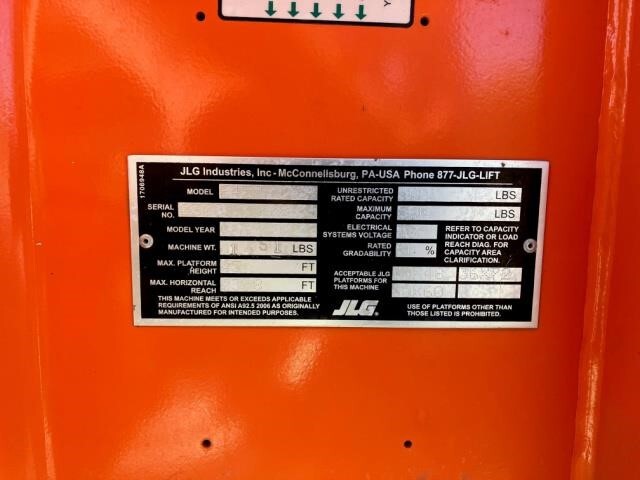 Y
1706948A
JLG Industries, Inc - McConnellsburg, PA-USA Phone 877-JLG-LIFT
MODEL
SERIAL
NO.
MODEL YEAR
MACHINE WT. LBS
MAX. PLATFORM
HEIGHT FT
MAX. HORIZONTAL
REACH FT
THIS MACHINE MEETS OR EXCEEDS APPLICABLE
REQUIREMENTS OF ANSI A92.5 2006 AS ORIGINALLY
MANUFACTURED FOR INTENDED PURPOSES.
UNRESTRICTED
RATED CAPACITY LBS
MAXIMUM
CAPACITY LBS
ELECTRICAL
SYSTEMS VOLTAGE
RATED
GRADABILITY %
REFER TO CAPACITY
INDICATOR OR LOAD
REACH DIAG. FOR
CAPACITY AREA
CLARIFICATION.
ACCEPTABLE JLG
PLATFORMS FOR
THIS MACHINE
JLG
USE OF PLATFORMS OTHER THAN
THOSE LISTED IS PROHIBITED.